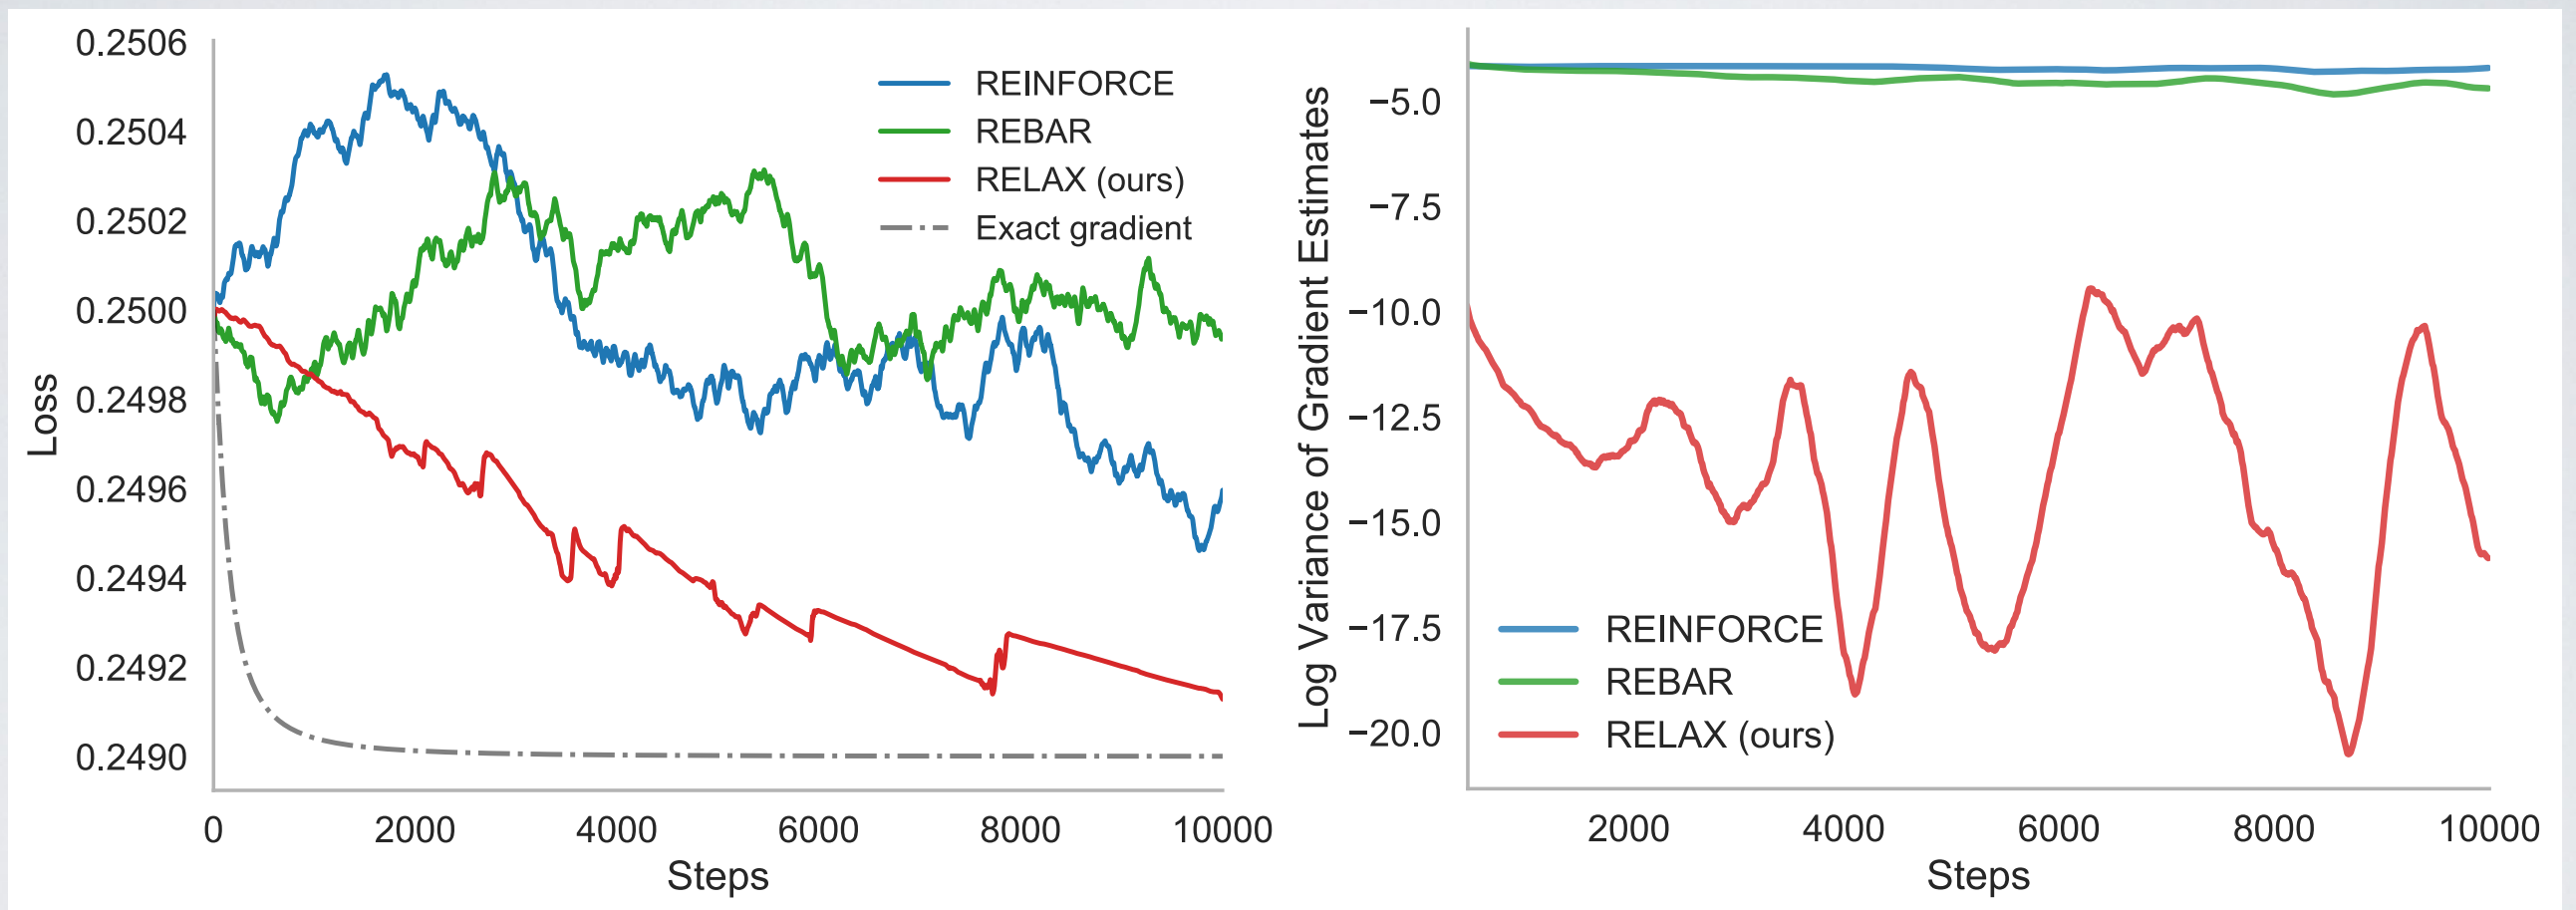 0.2506
0.2504
0.2502
0.2500
0.2498
0.2496
0.2494
0.2492
0.2490
Loss
0 2000 4000 6000 8000 10000
Steps
REINFORCE
REBAR
RELAX (ours)
Exact gradient
Log Variance of Gradient Estimates
−5.0
−7.5
−10.0
−12.5
−15.0
−17.5
−20.0
REINFORCE
REBAR
RELAX (ours)
2000 4000 6000 8000 10000
Steps